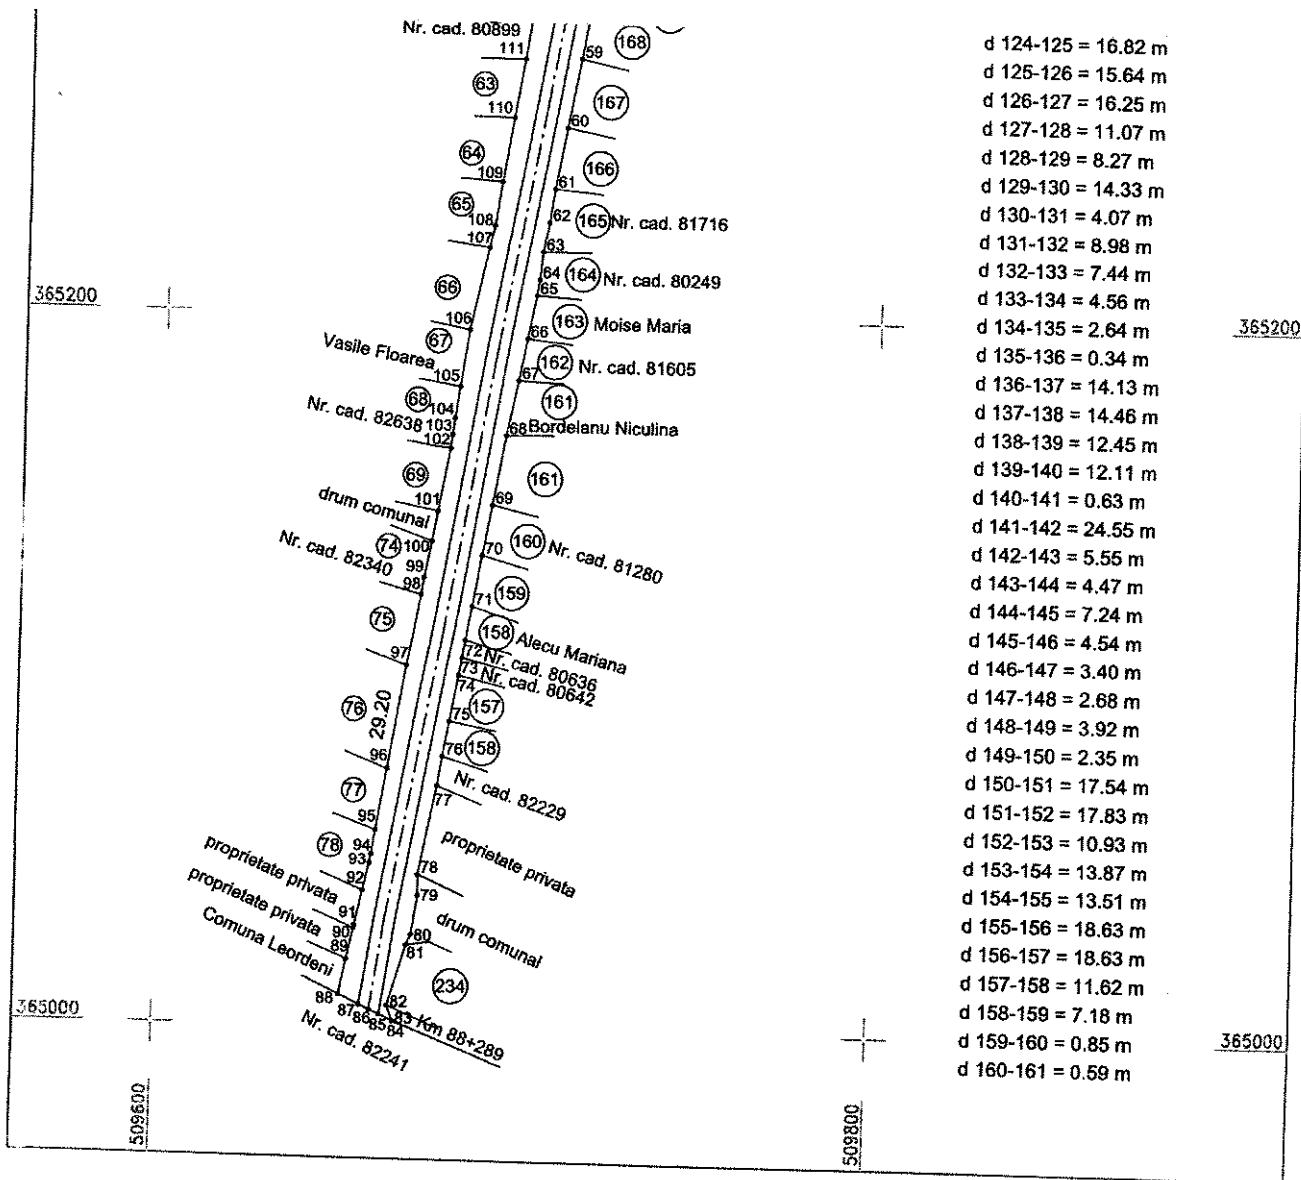 Nr. cad. 80899
111
168
59
63
110
167
60
64
109
166
61
65
108
107
62
165
Nr. cad. 81716
63
64
164
Nr. cad. 80249
65
66
106
365200
365200
66
163
Moise Maria
67
Vasile Floarea
105
162
Nr. cad. 81605
67
161
68
104
Nr. cad. 82638
103
102
68
Bordeianu Niculina
69
101
161
69
drum comunal
100
74
Nr. cad. 82340
99
98
70
160
Nr. cad. 81280
71
159
75
97
158
Alecu Mariana
72
Nr. cad. 80636
73
Nr. cad. 80642
74
157
75
76
29.20
96
76
158
77
Nr. cad. 82229
77
95
94
93
78
92
proprietate privata
91
proprietate privata
90
89
Comuna Leordeni
88
78
proprietate privata
79
drum comunal
80
81
234
82
83
Km 88+289
84
85
86
87
Nr. cad. 82241
365000
365000
509600
509800
d 124-125 = 16.82 m
d 125-126 = 15.64 m
d 126-127 = 16.25 m
d 127-128 = 11.07 m
d 128-129 = 8.27 m
d 129-130 = 14.33 m
d 130-131 = 4.07 m
d 131-132 = 8.98 m
d 132-133 = 7.44 m
d 133-134 = 4.56 m
d 134-135 = 2.64 m
d 135-136 = 0.34 m
d 136-137 = 14.13 m
d 137-138 = 14.46 m
d 138-139 = 12.45 m
d 139-140 = 12.11 m
d 140-141 = 0.63 m
d 141-142 = 24.55 m
d 142-143 = 5.55 m
d 143-144 = 4.47 m
d 144-145 = 7.24 m
d 145-146 = 4.54 m
d 146-147 = 3.40 m
d 147-148 = 2.68 m
d 148-149 = 3.92 m
d 149-150 = 2.35 m
d 150-151 = 17.54 m
d 151-152 = 17.83 m
d 152-153 = 10.93 m
d 153-154 = 13.87 m
d 154-155 = 13.51 m
d 155-156 = 18.63 m
d 156-157 = 18.63 m
d 157-158 = 11.62 m
d 158-159 = 7.18 m
d 159-160 = 0.85 m
d 160-161 = 0.59 m